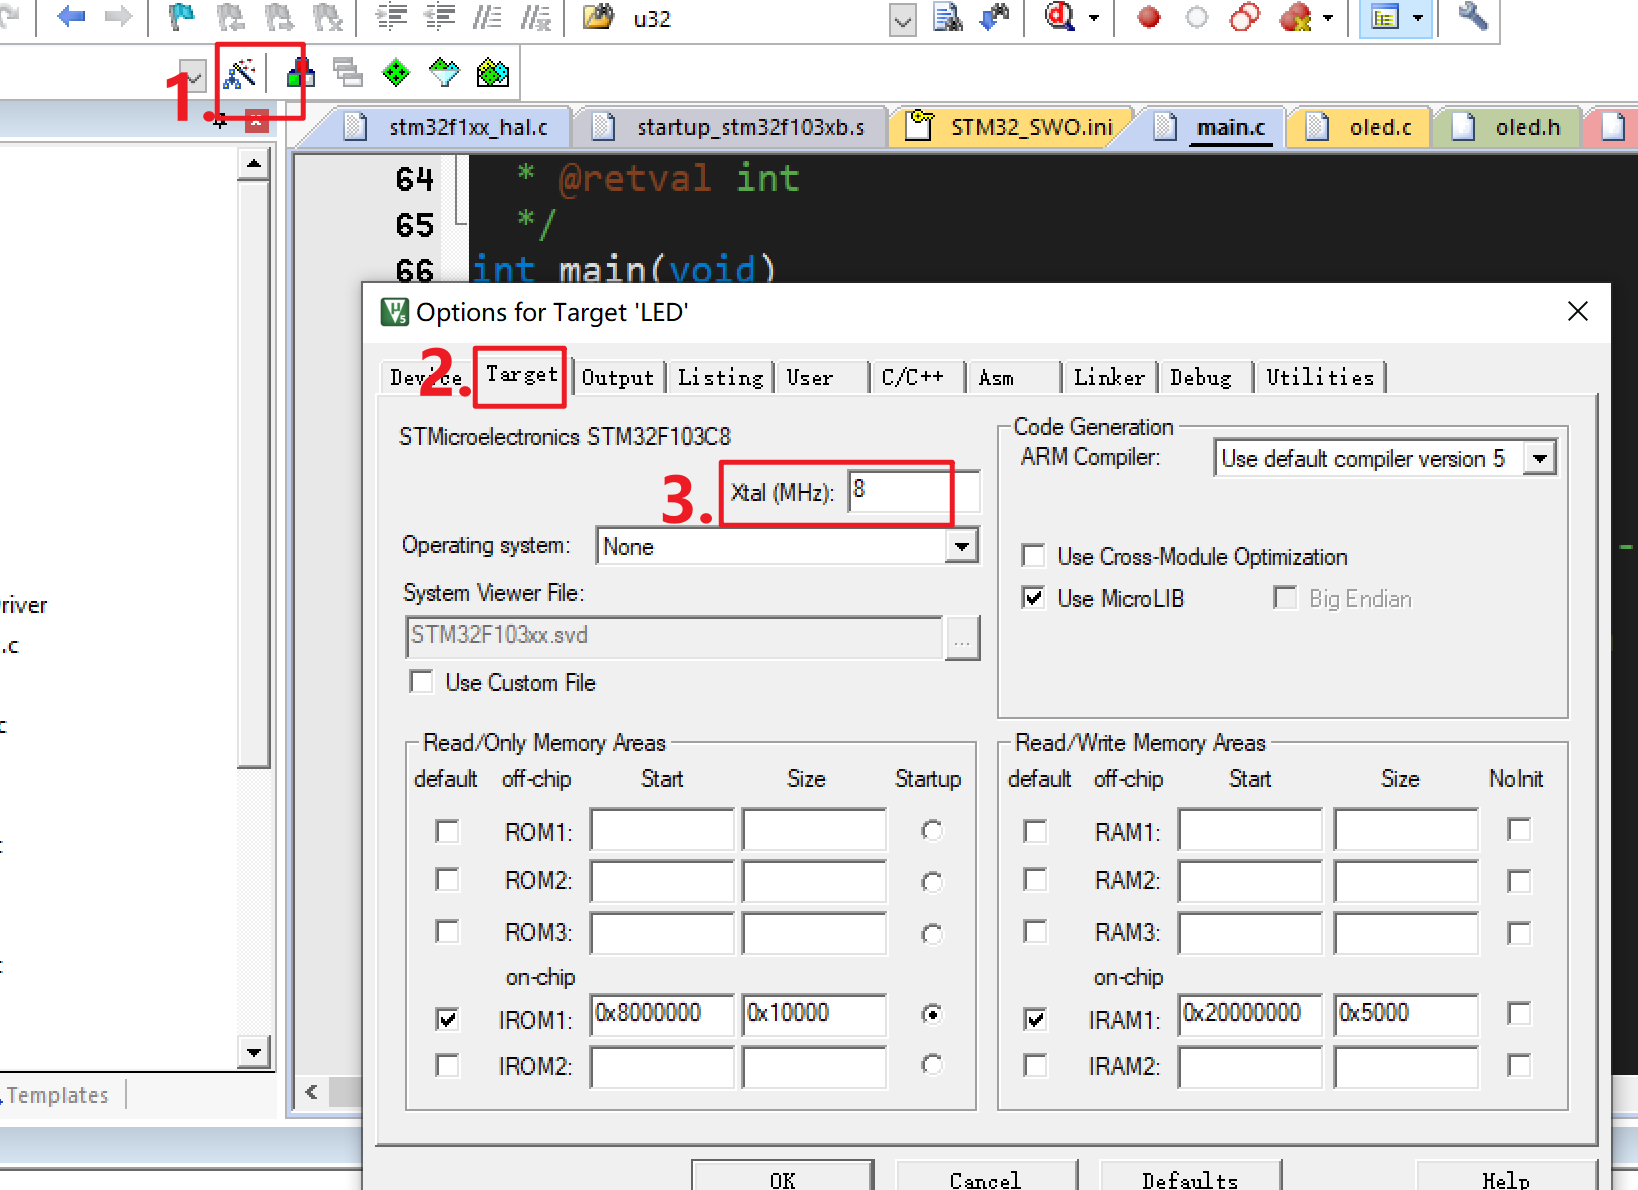 u32
1.
stm32f1xx_hal.c
startup_stm32f103xb.s
STM32_SWO.ini
main.c
oled.c
oled.h
64 * @retval int
65 */
66 int main(void)
Options for Target 'LED'
2.
Device
Target
Output
Listing
User
C/C++
Asm
Linker
Debug
Utilities
STMicroelectronics STM32F103C8
3.
Xtal (MHz): 8
Operating system: None
System Viewer File:
STM32F103xx.svd
...
Use Custom File
Code Generation
ARM Compiler: Use default compiler version 5
Use Cross-Module Optimization
Use MicroLIB
Big Endian
Read/Only Memory Areas
default off-chip Start Size Startup
ROM1:
ROM2:
ROM3:
on-chip
IROM1: 0x8000000 0x10000
IROM2:
Read/Write Memory Areas
default off-chip Start Size NoInit
RAM1:
RAM2:
RAM3:
on-chip
IRAM1: 0x20000000 0x5000
IRAM2:
OK
Cancel
Defaults
Help
river
.c
Templates